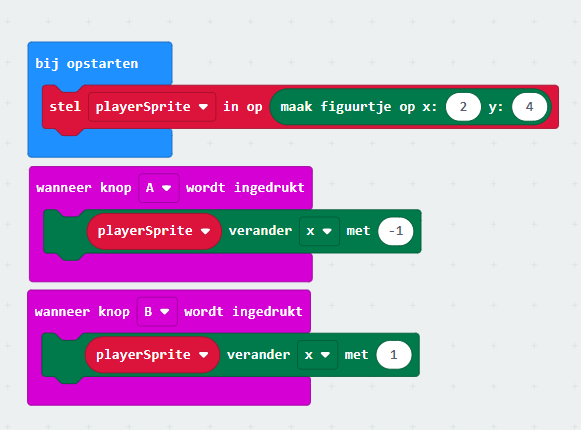 bij opstarten
stel playerSprite in op maak figuurtje op x: 2 y: 4
wanneer knop A wordt ingedrukt
playerSprite verander x met -1
wanneer knop B wordt ingedrukt
playerSprite verander x met 1